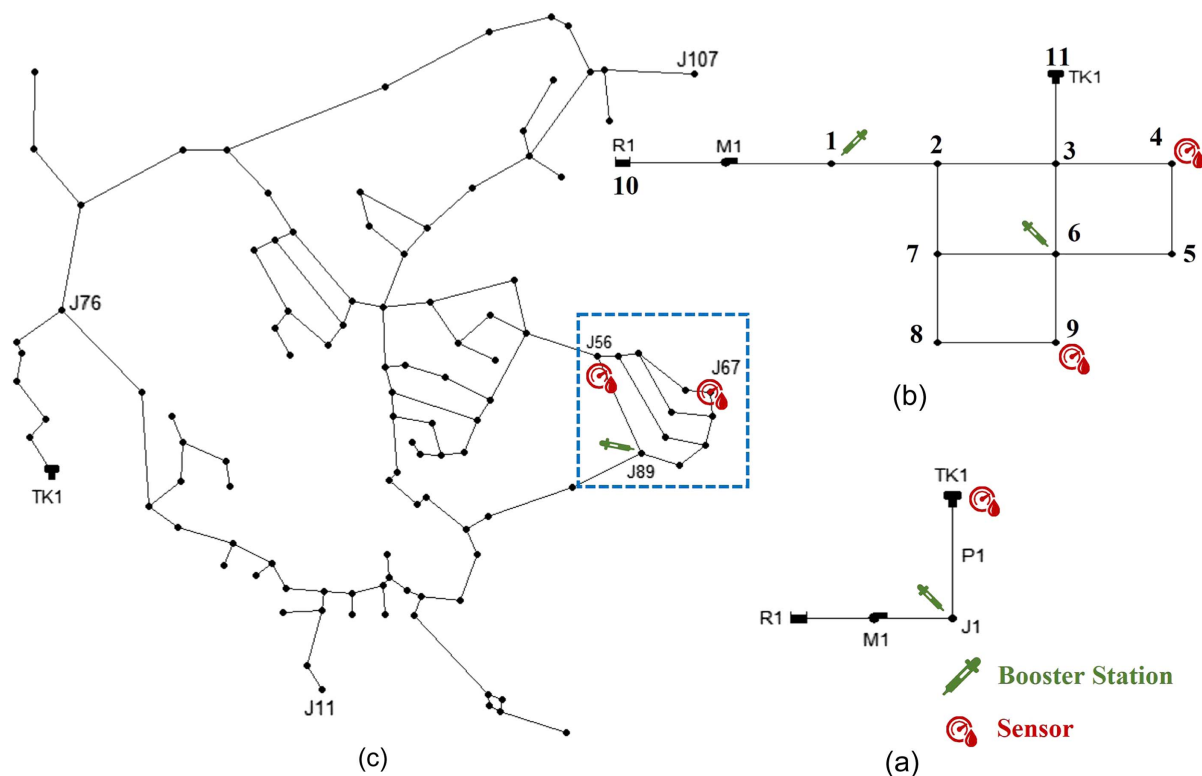 J107
11
TK1
R1
M1
1
2
3
4
10
J76
6
7
5
J56
J67
8
9
(b)
J89
TK1
TK1
P1
R1
M1
J1
J11
Booster Station
Sensor
(c)
(a)